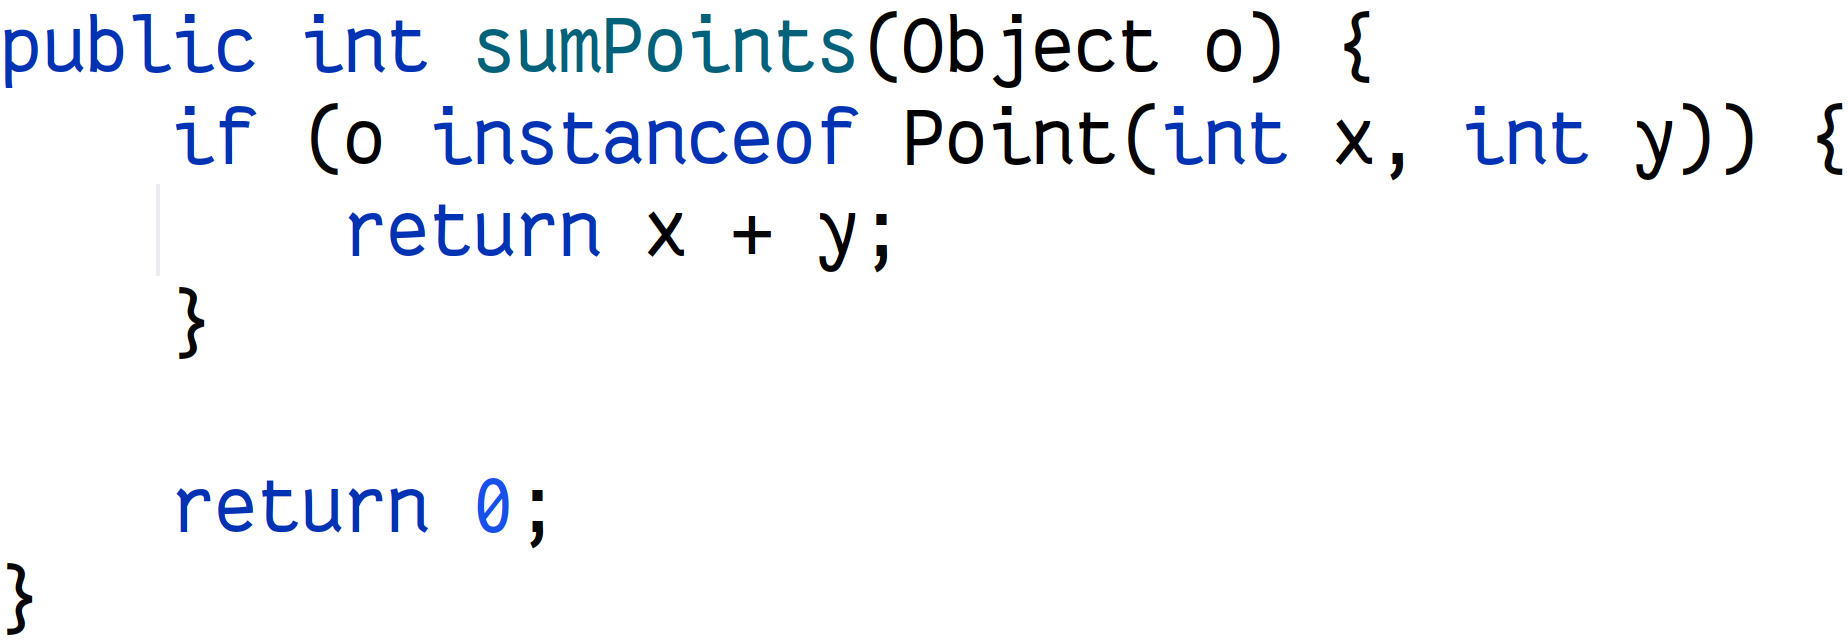 public int sumPoints(Object o) {
    if (o instanceof Point(int x, int y)) {
        return x + y;
    }

    return 0;
}